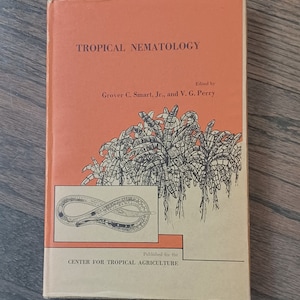 TROPICAL NEMATOLOGY
Edited by
Grover C. Smart, Jr., and V. G. Perry
Published for the
CENTER FOR TROPICAL AGRICULTURE